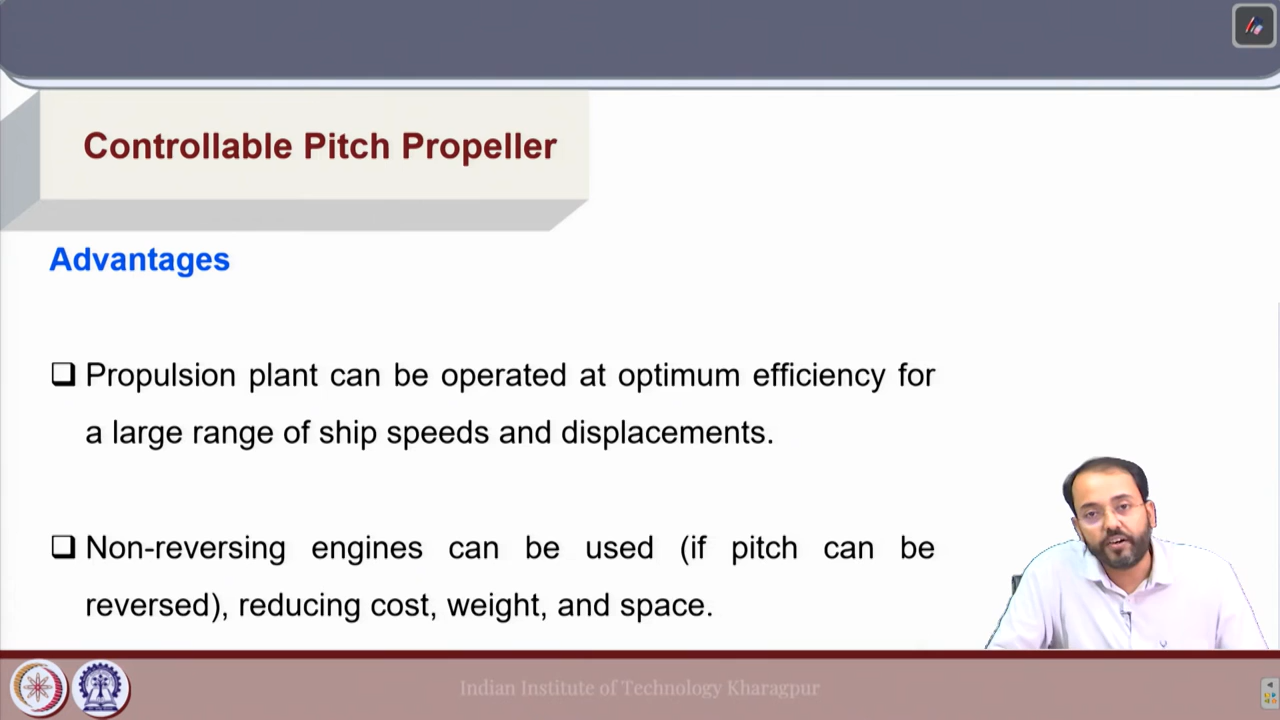 Controllable Pitch Propeller
Advantages
❑ Propulsion plant can be operated at optimum efficiency for
a large range of ship speeds and displacements.
❑ Non-reversing engines can be used (if pitch can be
reversed), reducing cost, weight, and space.
Indian Institute of Technology Kharagpur